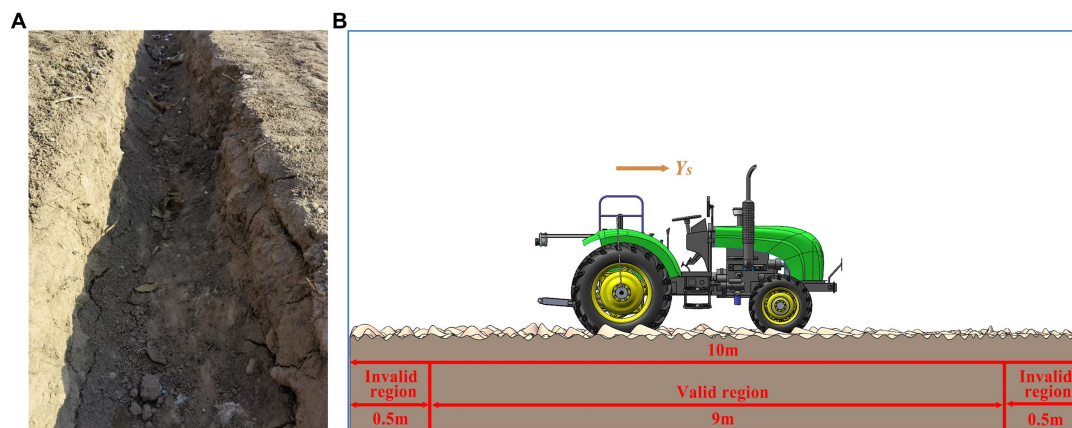 A
B
Ys
10m
Invalid
region
Valid region
Invalid
region
0.5m
9m
0.5m